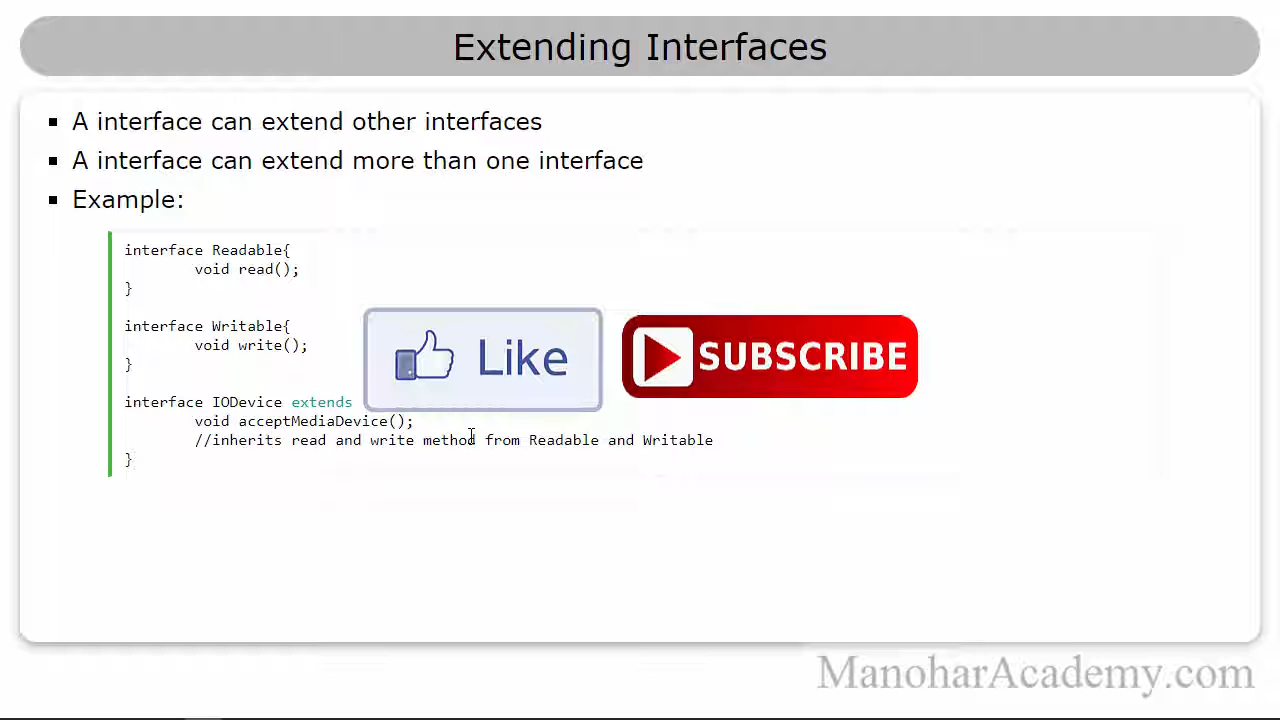 Extending Interfaces
A interface can extend other interfaces
A interface can extend more than one interface
Example:
interface Readable{
void read();
}
interface Writable{
void write();
}
Like
SUBSCRIBE
interface IODevice extends
void acceptMediaDevice();
//inherits read and write method from Readable and Writable
}
ManoharAcademy.com